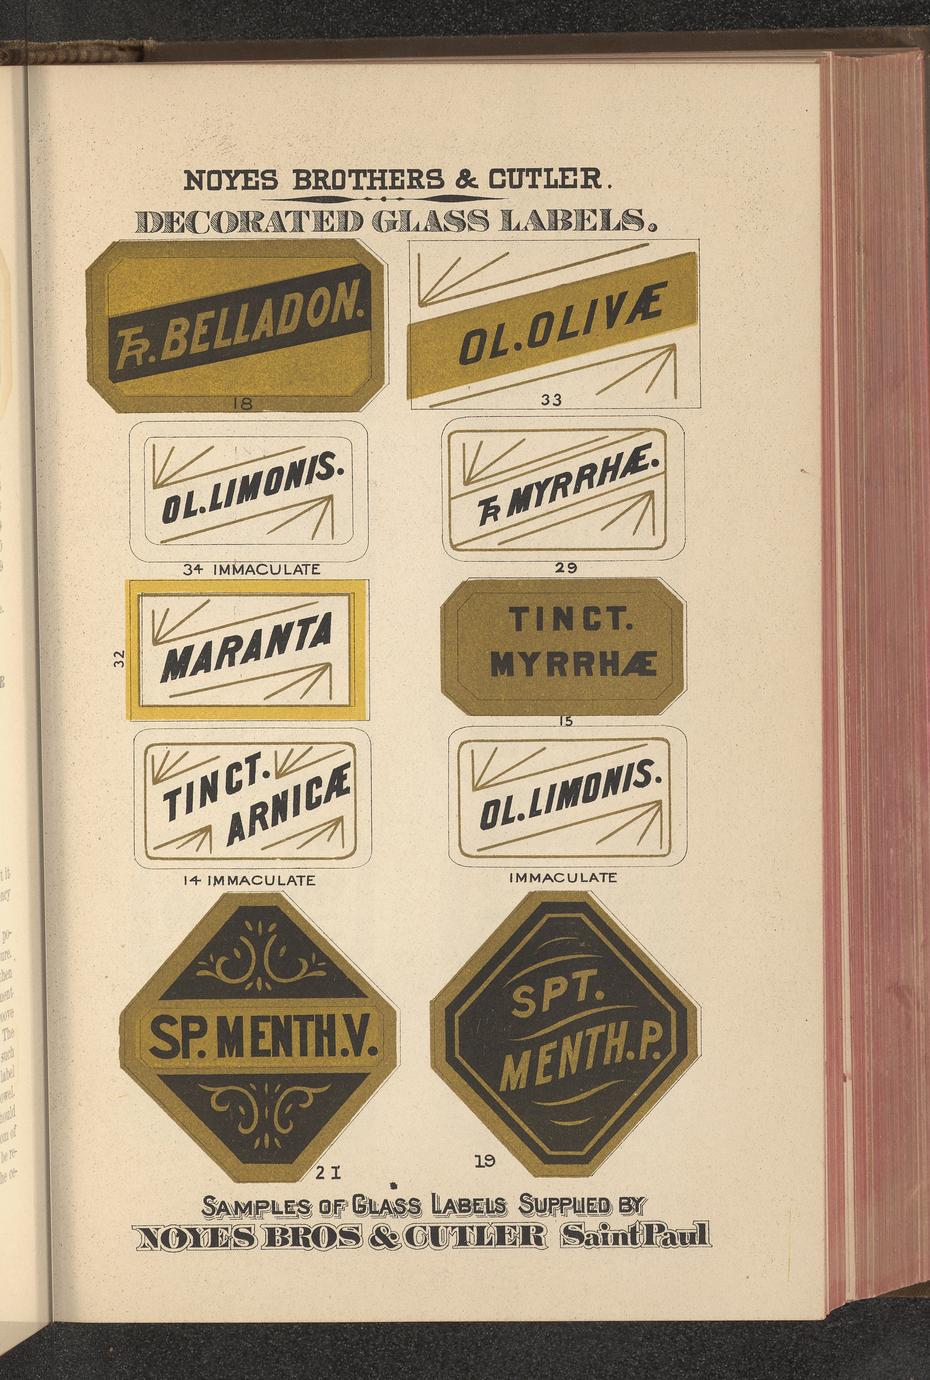 NOYES BROTHERS & CUTLER.
DECORATED GLASS LABELS.
TR. BELLADON.
18
OL. OLIVÆ
33
OL. LIMONIS.
34 IMMACULATE
TR MYRRHÆ.
29
MARANTA
32
TINCT.
MYRRHÆ
15
TINCT.
ARNICÆ
14 IMMACULATE
OL. LIMONIS.
IMMACULATE
SP. MENTH.V.
21
SPT.
MENTH.P.
19
SAMPLES OF GLASS LABELS SUPPLIED BY
NOYES BROS & CUTLER Saint Paul